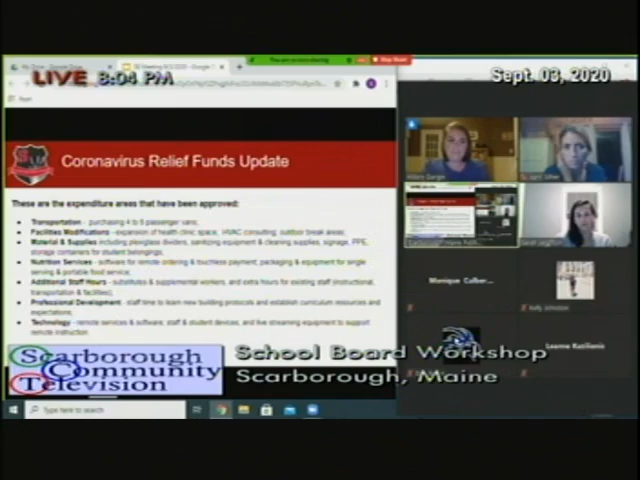 LIVE 8:04 PM
Sept. 03, 2020
Stop Share
Coronavirus Relief Funds Update
These are the expenditure areas that have been approved:
Transportation - purchasing 4 to 8 passenger vans;
Facilities Modifications - expansion of health clinic space, HVAC consulting, outdoor break areas;
Material & Supplies including plexiglass dividers, sanitizing equipment & cleaning supplies, signage, PPE,
storage containers for student belongings;
Nutrition Services - software for remote ordering & touchless payment; packaging & equipment for single
serving & portable food service;
Additional Staff Hours - substitutes & supplemental workers, and extra hours for existing staff (instructional,
transportation & facilities);
Professional Development - staff time to learn new building protocols and establish curriculum resources and
expectations;
Technology - remote services & software, staff & student devices, and live streaming equipment to support
remote instruction.
Monique Culber...
Kelly Johnston
Leanne Kazilionis
Scarborough
Community
Television
School Board Workshop
Scarborough, Maine
Type here to search